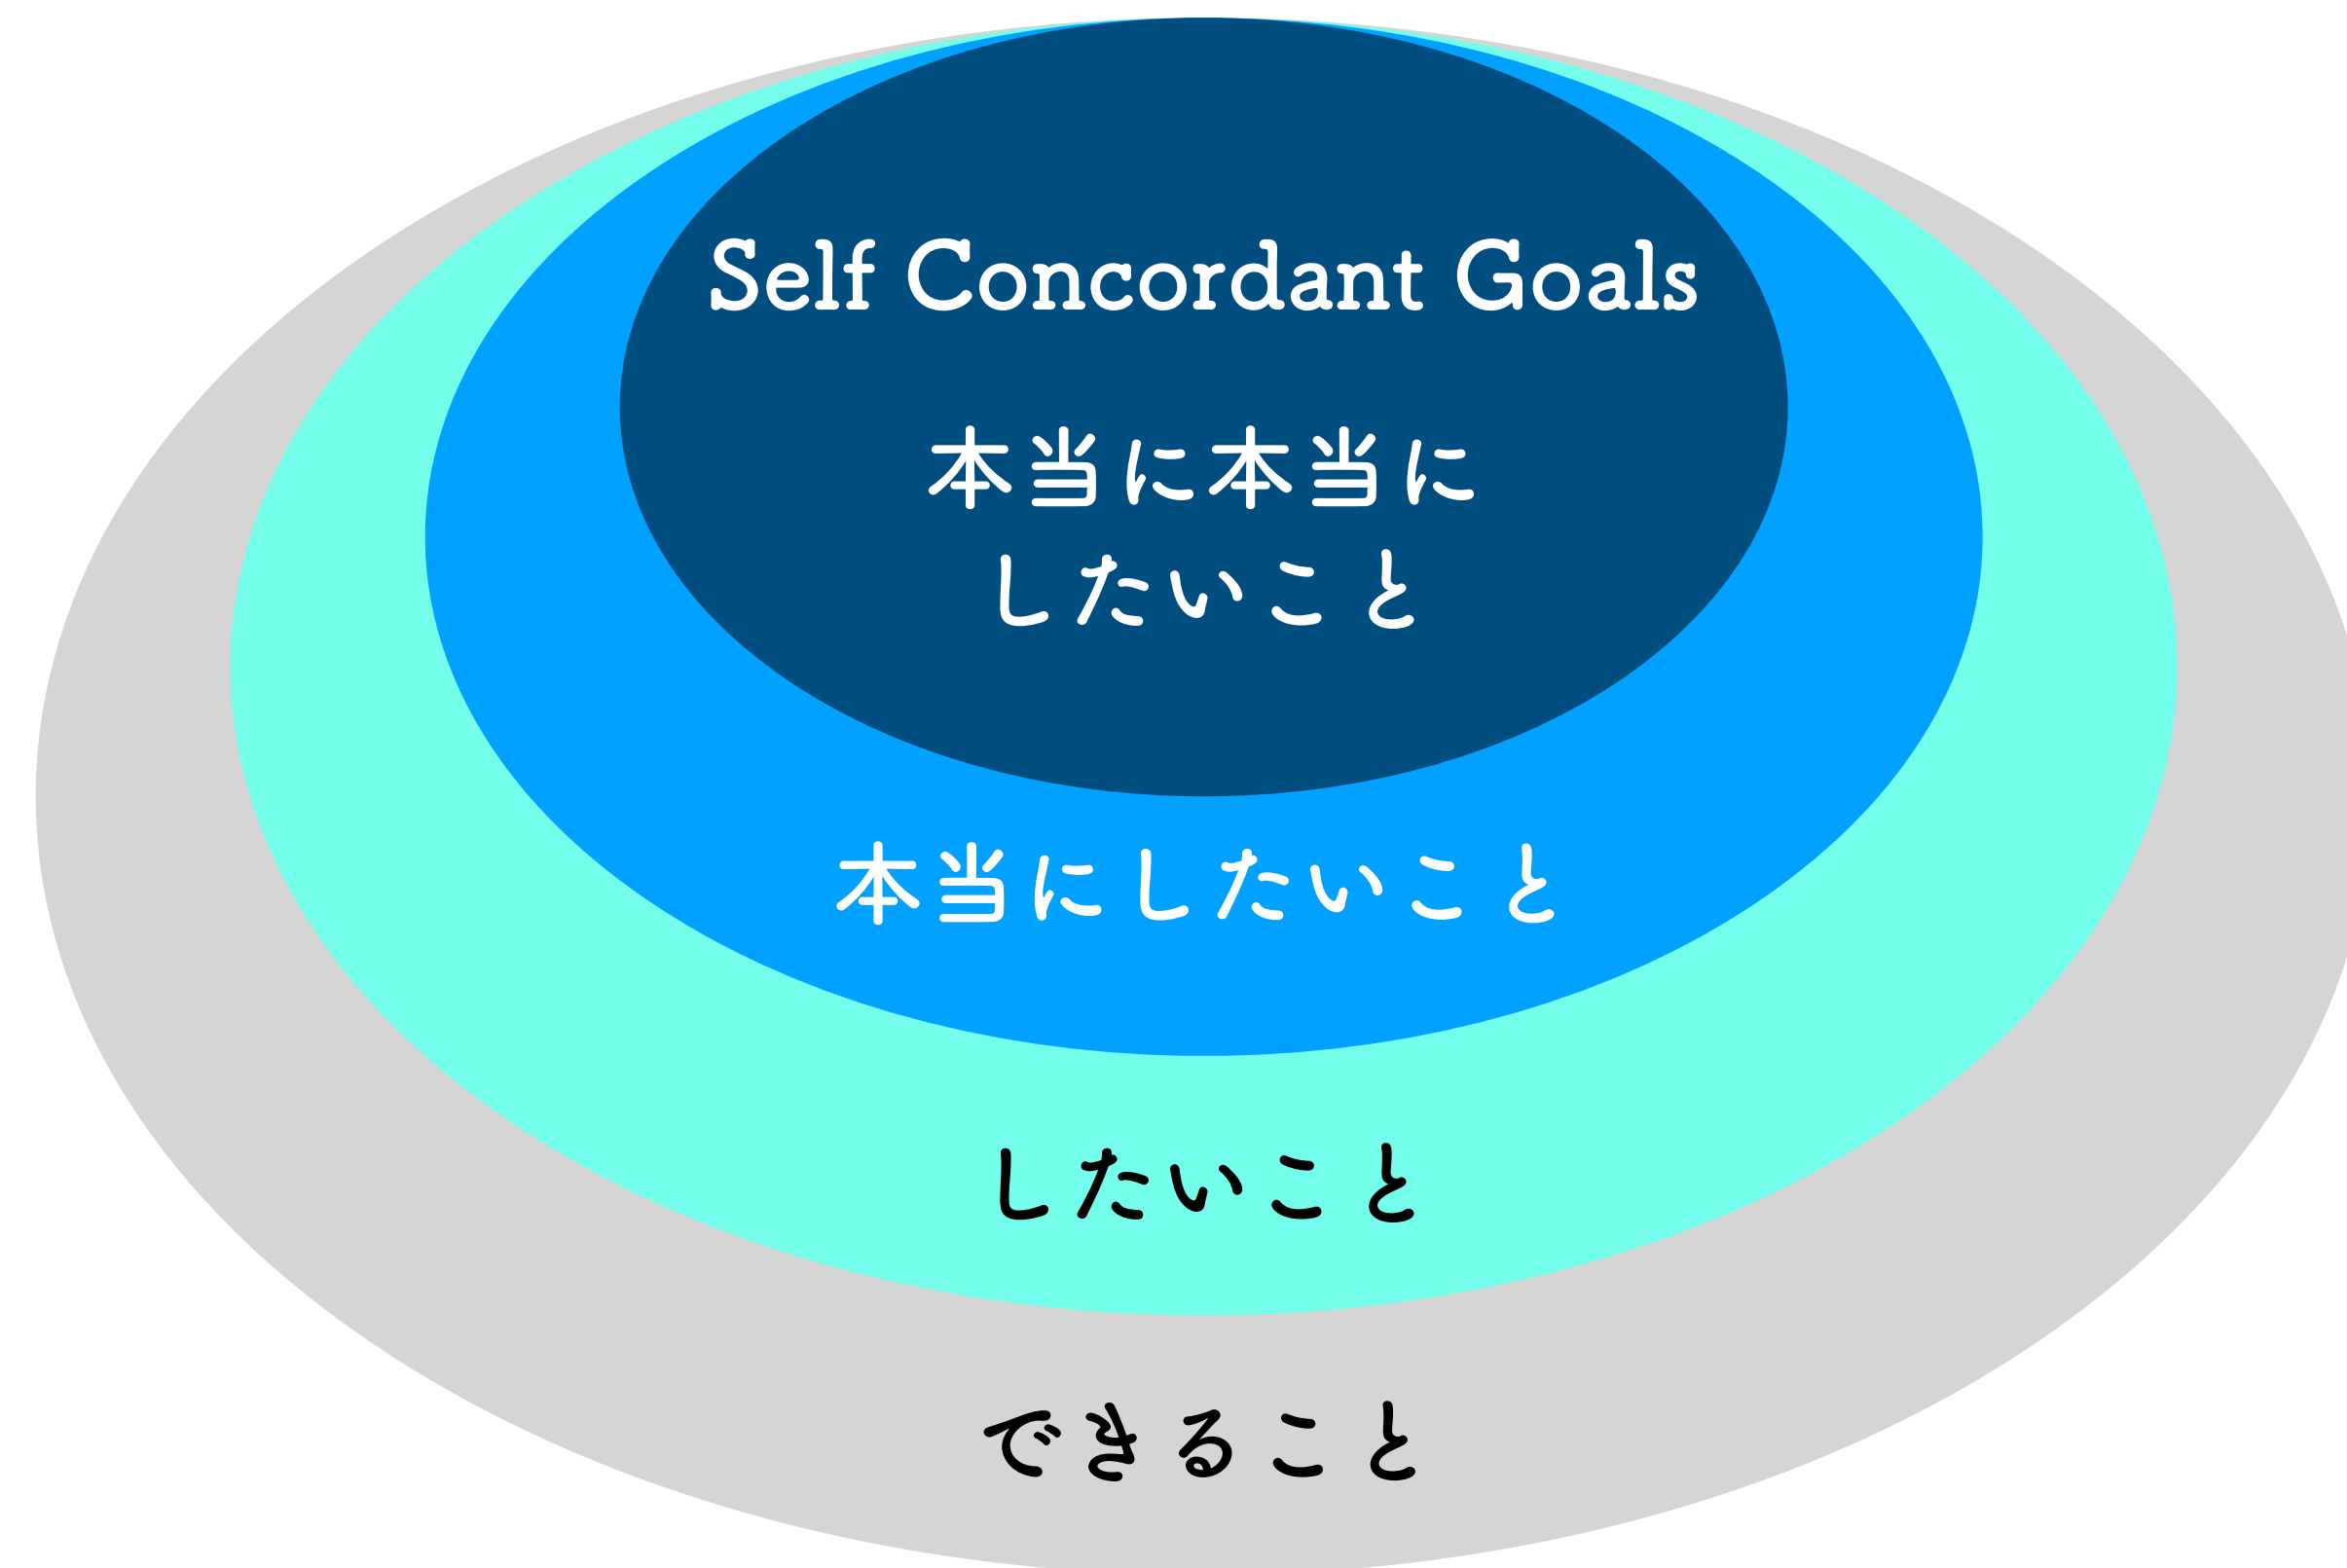 Self Concordant Goals
本当に本当に
したいこと
本当にしたいこと
したいこと
できること